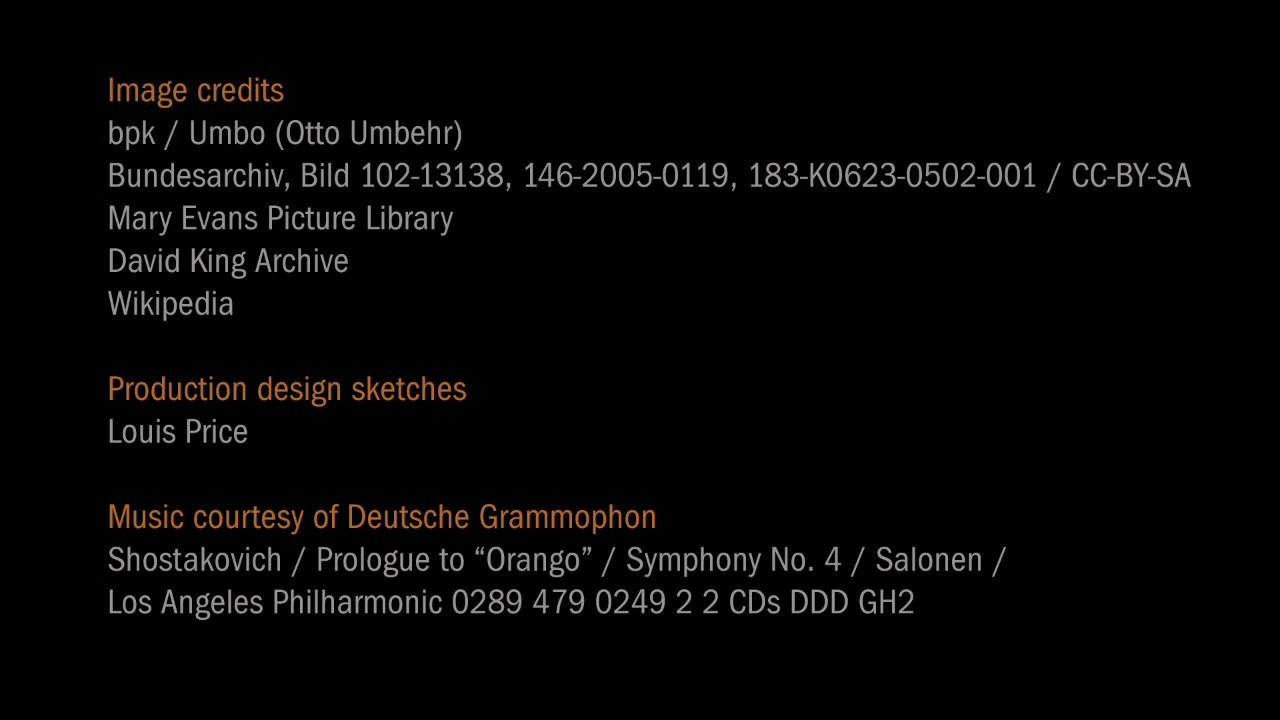 Image credits
bpk / Umbo (Otto Umbehr)
Bundesarchiv, Bild 102-13138, 146-2005-0119, 183-K0623-0502-001 / CC-BY-SA
Mary Evans Picture Library
David King Archive
Wikipedia
Production design sketches
Louis Price
Music courtesy of Deutsche Grammophon
Shostakovich / Prologue to “Orango” / Symphony No. 4 / Salonen /
Los Angeles Philharmonic 0289 479 0249 2 2 CDs DDD GH2